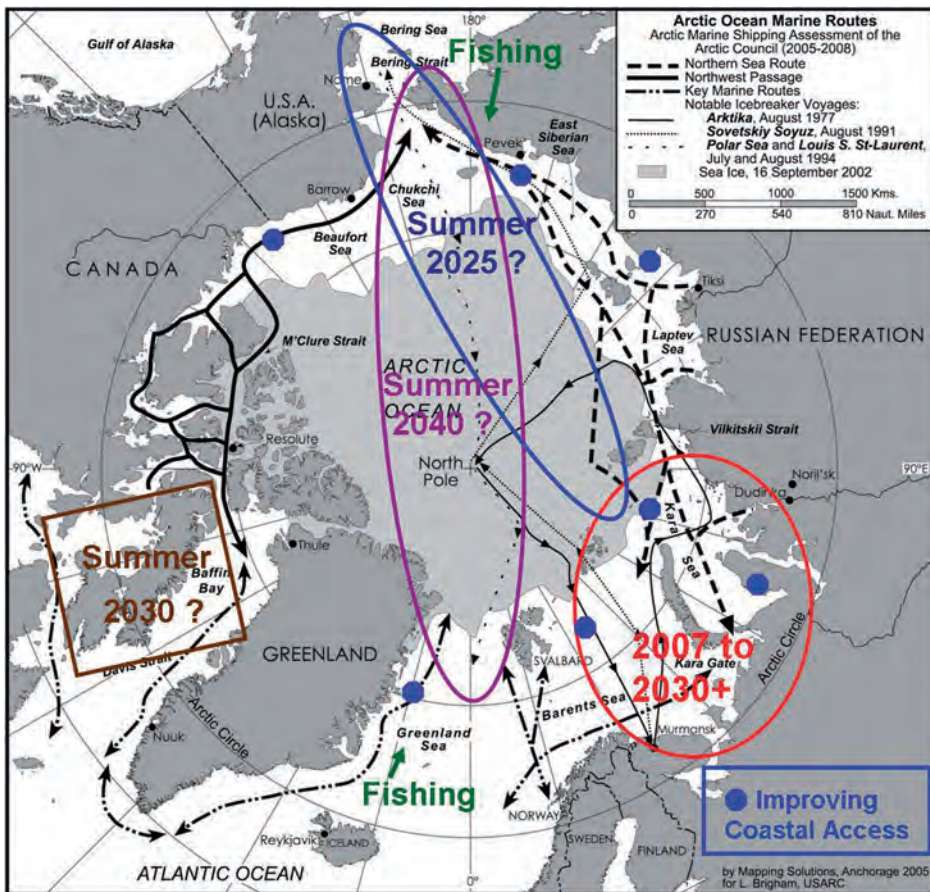 Arctic Ocean Marine Routes
Arctic Marine Shipping Assessment of the
Arctic Council (2005-2008)
Northern Sea Route
Northwest Passage
Key Marine Routes
Notable Icebreaker Voyages:
Arktika, August 1977
Sovetskiy Soyuz, August 1991
Polar Sea and Louis S. St-Laurent,
July and August 1994
Sea Ice, 16 September 2002
0 500 1000 1500 Kms.
0 270 540 810 Naut. Miles
Gulf of Alaska
Bering Sea
180°
Bering Strait
Fishing
Nome
U.S.A.
(Alaska)
Pevek
East
Siberian
Sea
Barrow
Chukchi
Sea
Beaufort
Sea
Summer
2025 ?
CANADA
Tiksi
RUSSIAN FEDERATION
Laptev
Sea
M'Clure Strait
ARCTIC
OCEAN
Summer
2040 ?
Vilkitskii Strait
Resolute
90°W
North
Pole
90°E
Noril'sk
Dudinka
Kara
Sea
Thule
Summer
2030 ?
Baffin
Bay
Davis Strait
GREENLAND
SVALBARD
2007 to
2030+
Kara Gate
Arctic Circle
Barents Sea
Murmansk
Nuuk
Arctic Circle
Greenland
Sea
Fishing
NORWAY
SWEDEN
FINLAND
Reykjavik
ICELAND
ATLANTIC OCEAN
0°
Improving
Coastal Access
by Mapping Solutions, Anchorage 2005
for L. Brigham, USARC